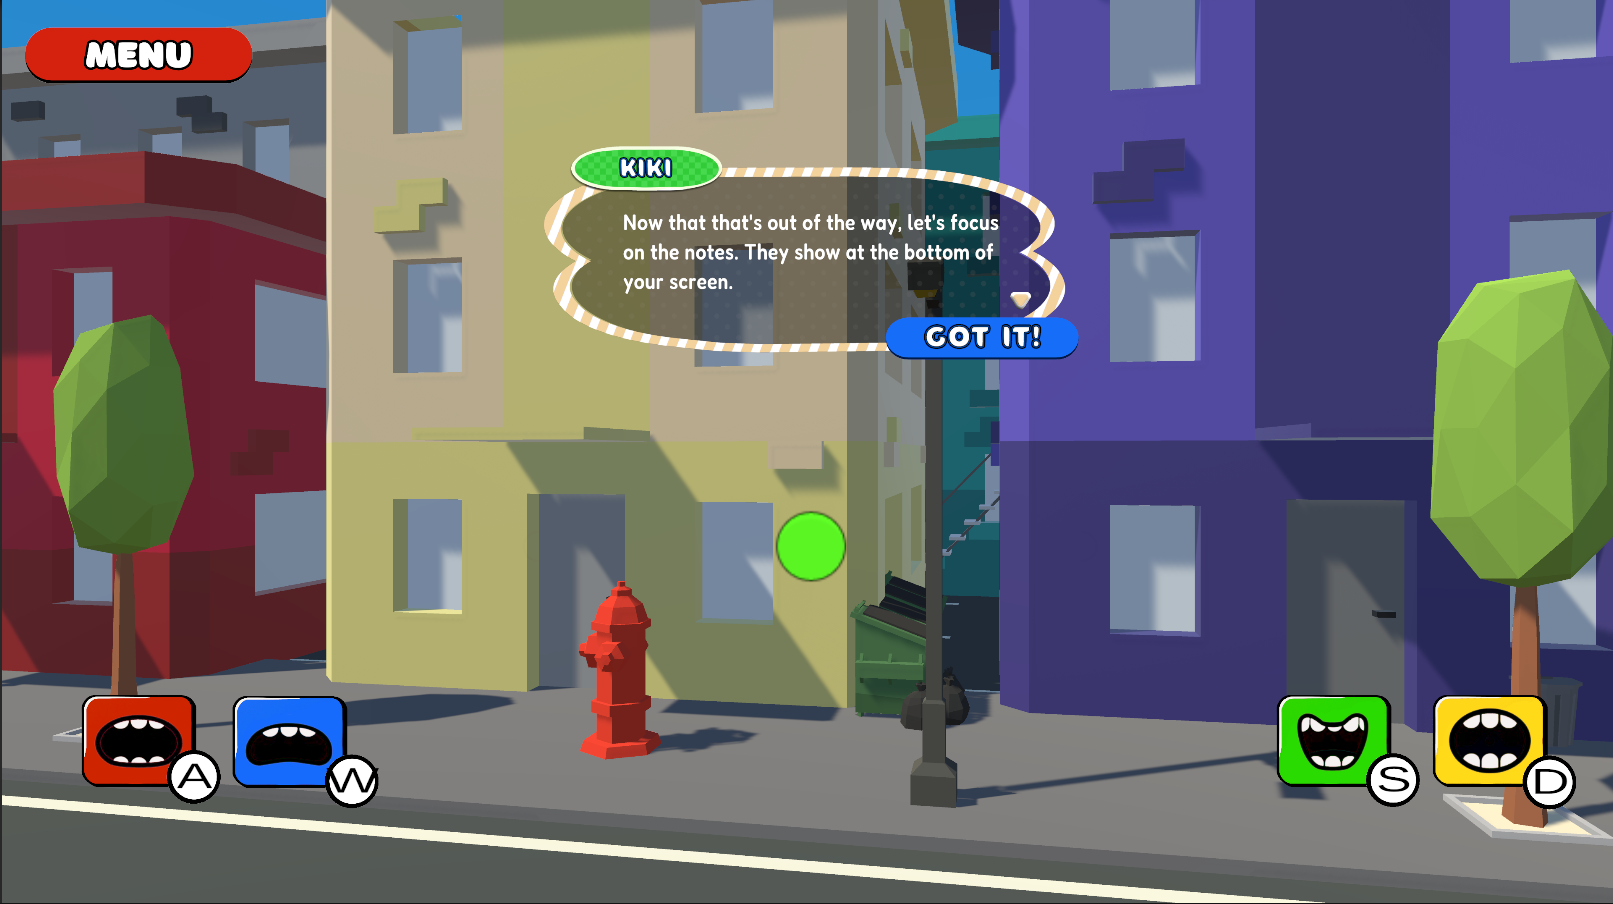 MENU
KIKI
Now that that's out of the way, let's focus
on the notes. They show at the bottom of
your screen.
GOT IT!
A
W
S
D